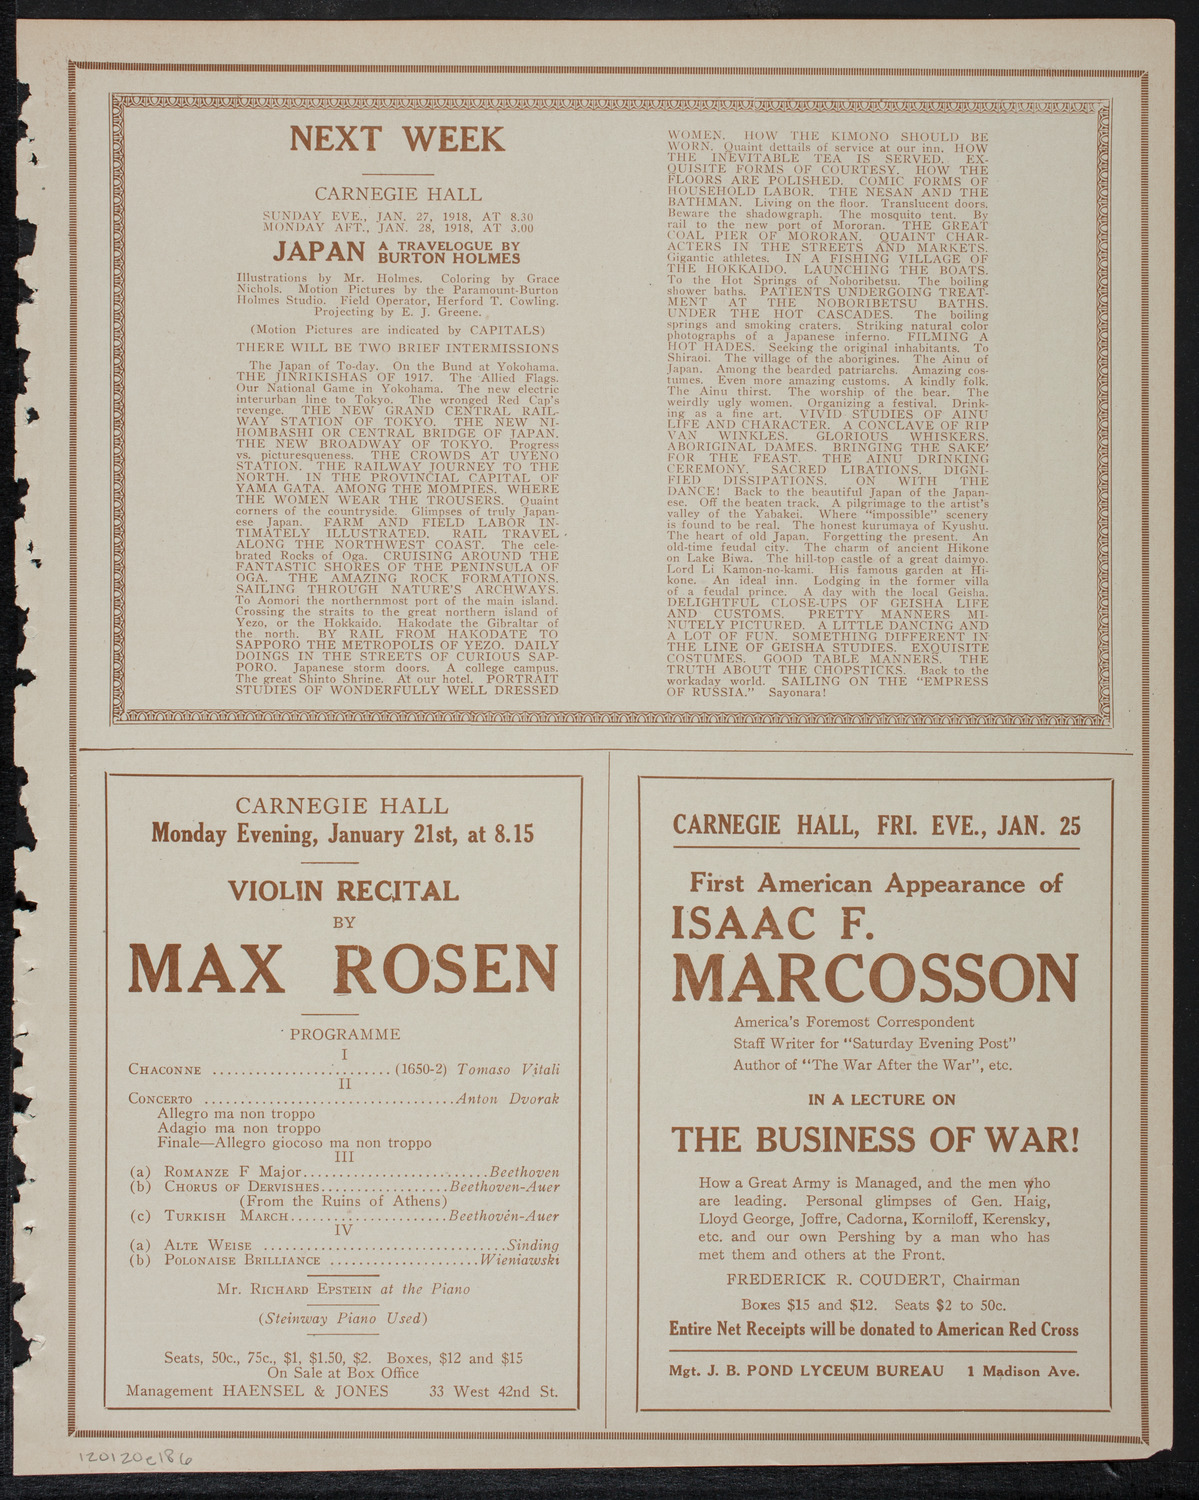 NEXT WEEK
CARNEGIE HALL
SUNDAY EVE., JAN. 27, 1918, AT 8.30
MONDAY AFT., JAN. 28, 1918, AT 3.00
JAPAN A TRAVELOGUE BY
BURTON HOLMES
Illustrations by Mr. Holmes. Coloring by Grace
Nichols. Motion Pictures by the Paramount-Burton
Holmes Studio. Field Operator, Herford T. Cowling.
Projecting by E. J. Greene.
(Motion Pictures are indicated by CAPITALS)
THERE WILL BE TWO BRIEF INTERMISSIONS
The Japan of To-day. On the Bund at Yokohama.
THE JINRIKISHAS OF 1917. The Allied Flags.
Our National Game in Yokohama. The new electric
interurban line to Tokyo. The wronged Red Cap's
revenge. THE NEW GRAND CENTRAL RAIL-
WAY STATION OF TOKYO. THE NEW NI-
HOMBASHI OR CENTRAL BRIDGE OF JAPAN.
THE NEW BROADWAY OF TOKYO. Progress
vs. picturesqueness. THE CROWDS AT UYENO
STATION. THE RAILWAY JOURNEY TO THE
NORTH. IN THE PROVINCIAL CAPITAL OF
YAMA GATA. AMONG THE MOMPIES. WHERE
THE WOMEN WEAR THE TROUSERS. Quaint
corners of the countryside. Glimpses of truly Japan-
ese Japan. FARM AND FIELD LABOR IN-
TIMATELY ILLUSTRATED. RAIL TRAVEL
ALONG THE NORTHWEST COAST. The cele-
brated Rocks of Oga. CRUISING AROUND THE
FANTASTIC SHORES OF THE PENINSULA OF
OGA. THE AMAZING ROCK FORMATIONS.
SAILING THROUGH NATURE'S ARCHWAYS.
To Aomori the northernmost port of the main island.
Crossing the straits to the great northern island of
Yezo, or the Hokkaido. Hakodate the Gibraltar of
the north. BY RAIL FROM HAKODATE TO
SAPPORO THE METROPOLIS OF YEZO. DAILY
DOINGS IN THE STREETS OF CURIOUS SAP-
PORO. Japanese storm doors. A college campus.
The great Shinto Shrine. At our hotel. PORTRAIT
STUDIES OF WONDERFULLY WELL DRESSED
WOMEN. HOW THE KIMONO SHOULD BE
WORN. Quaint dettails of service at our inn. HOW
THE INEVITABLE TEA IS SERVED. EX-
QUISITE FORMS OF COURTESY. HOW THE
FLOORS ARE POLISHED. COMIC FORMS OF
HOUSEHOLD LABOR. THE NESAN AND THE
BATHMAN. Living on the floor. Translucent doors.
Beware the shadowgraph. The mosquito tent. By
rail to the new port of Mororan. THE GREAT
COAL PIER OF MORORAN. QUAINT CHAR-
ACTERS IN THE STREETS AND MARKETS.
Gigantic athletes. IN A FISHING VILLAGE OF
THE HOKKAIDO. LAUNCHING THE BOATS.
To the Hot Springs of Noboribetsu. The boiling
shower baths. PATIENTS UNDERGOING TREAT-
MENT AT THE NOBORIBETSU BATHS.
UNDER THE HOT CASCADES. The boiling
springs and smoking craters. Striking natural color
photographs of a Japanese inferno. FILMING A
HOT HADES. Seeking the original inhabitants. To
Shiraoi. The village of the aborigines. The Ainu of
Japan. Among the bearded patriarchs. Amazing cos-
tumes. Even more amazing customs. A kindly folk.
The Ainu thirst. The worship of the bear. The
weirdly ugly women. Organizing a festival. Drink-
ing as a fine art. VIVID STUDIES OF AINU
LIFE AND CHARACTER. A CONCLAVE OF RIP
VAN WINKLES. GLORIOUS WHISKERS.
ABORIGINAL DAMES. BRINGING THE SAKE'
FOR THE FEAST. THE AINU DRINKING
CEREMONY. SACRED LIBATIONS. DIGNI-
FIED DISSIPATIONS. ON WITH THE
DANCE! Back to the beautiful Japan of the Japan-
ese. Off the beaten track. A pilgrimage to the artist's
valley of the Yabakei. Where "impossible" scenery
is found to be real. The honest kurumaya of Kyushu.
The heart of old Japan. Forgetting the present. An
old-time feudal city. The charm of ancient Hikone
on Lake Biwa. The hill-top castle of a great daimyo.
Lord Li Kamon-no-kami. His famous garden at Hi-
kone. An ideal inn. Lodging in the former villa
of a feudal prince. A day with the local Geisha.
DELIGHTFUL CLOSE-UPS OF GEISHA LIFE
AND CUSTOMS. PRETTY MANNERS MI-
NUTELY PICTURED. A LITTLE DANCING AND
A LOT OF FUN. SOMETHING DIFFERENT IN
THE LINE OF GEISHA STUDIES. EXQUISITE
COSTUMES. GOOD TABLE MANNERS. THE
TRUTH ABOUT THE CHOPSTICKS. Back to the
workaday world. SAILING ON THE "EMPRESS
OF RUSSIA." Sayonara!
CARNEGIE HALL
Monday Evening, January 21st, at 8.15
VIOLIN RECITAL
BY
MAX ROSEN
PROGRAMME
I
CHACONNE ........................ (1650-2) Tomaso Vitali
II
CONCERTO .................................. Anton Dvorak
Allegro ma non troppo
Adagio ma non troppo
Finale—Allegro giocoso ma non troppo
III
(a) ROMANZE F Major......................... Beethoven
(b) CHORUS OF DERVISHES................. Beethoven-Auer
(From the Ruins of Athens)
(c) TURKISH MARCH..................... Beethoven-Auer
IV
(a) ALTE WEISE ................................ Sinding
(b) POLONAISE BRILLIANCE .................... Wieniawski
Mr. RICHARD EPSTEIN at the Piano
(Steinway Piano Used)
Seats, 50c., 75c., $1, $1.50, $2. Boxes, $12 and $15
On Sale at Box Office
Management HAENSEL & JONES 33 West 42nd St.
CARNEGIE HALL, FRI. EVE., JAN. 25
First American Appearance of
ISAAC F.
MARCOSSON
America's Foremost Correspondent
Staff Writer for "Saturday Evening Post"
Author of "The War After the War", etc.
IN A LECTURE ON
THE BUSINESS OF WAR!
How a Great Army is Managed, and the men who
are leading. Personal glimpses of Gen. Haig,
Lloyd George, Joffre, Cadorna, Korniloff, Kerensky,
etc. and our own Pershing by a man who has
met them and others at the Front.
FREDERICK R. COUDERT, Chairman
Boxes $15 and $12. Seats $2 to 50c.
Entire Net Receipts will be donated to American Red Cross
Mgt. J. B. POND LYCEUM BUREAU 1 Madison Ave.
120120e186